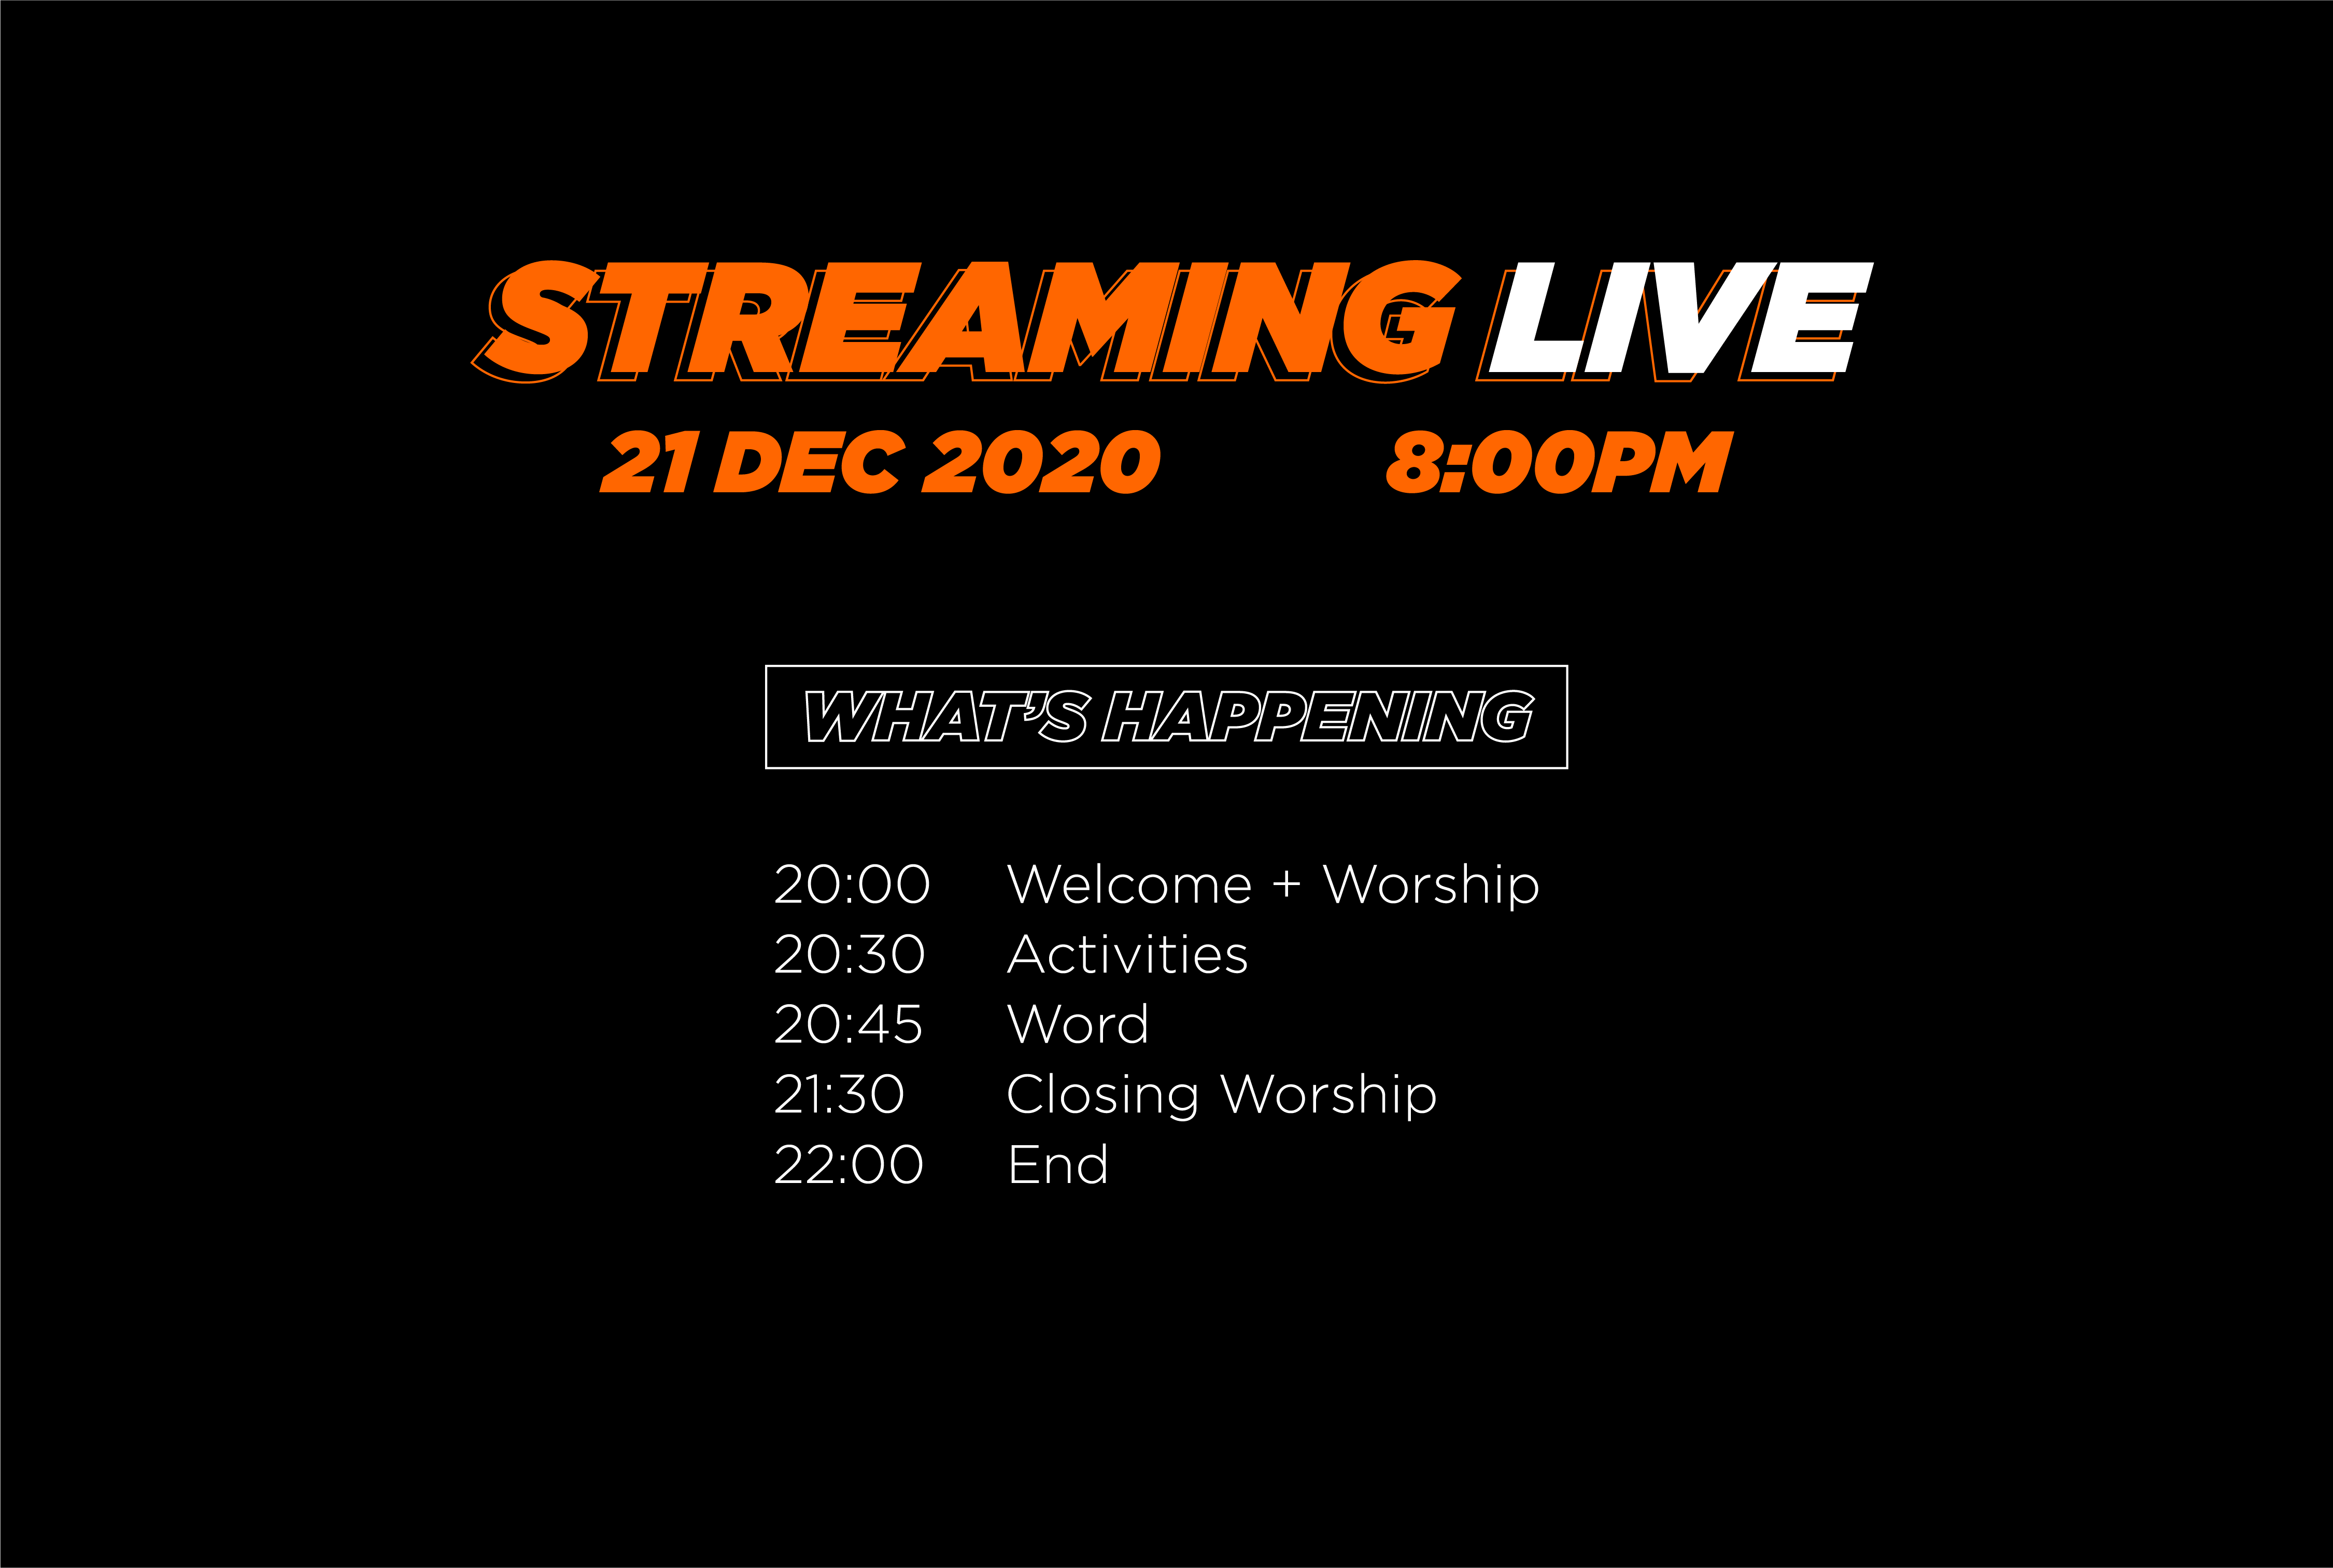 STREAMING LIVE
21 DEC 2020 8:00PM
WHAT'S HAPPENING
20:00 Welcome + Worship
20:30 Activities
20:45 Word
21:30 Closing Worship
22:00 End